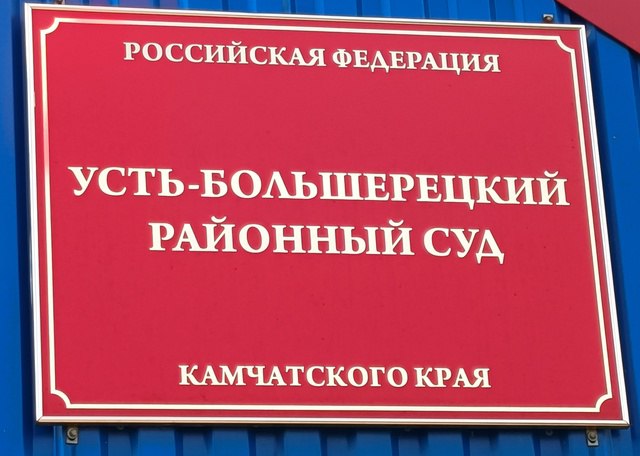 РОССИЙСКАЯ ФЕДЕРАЦИЯ
УСТЬ-БОЛЬШЕРЕЦКИЙ
РАЙОННЫЙ СУД
КАМЧАТСКОГО КРАЯ